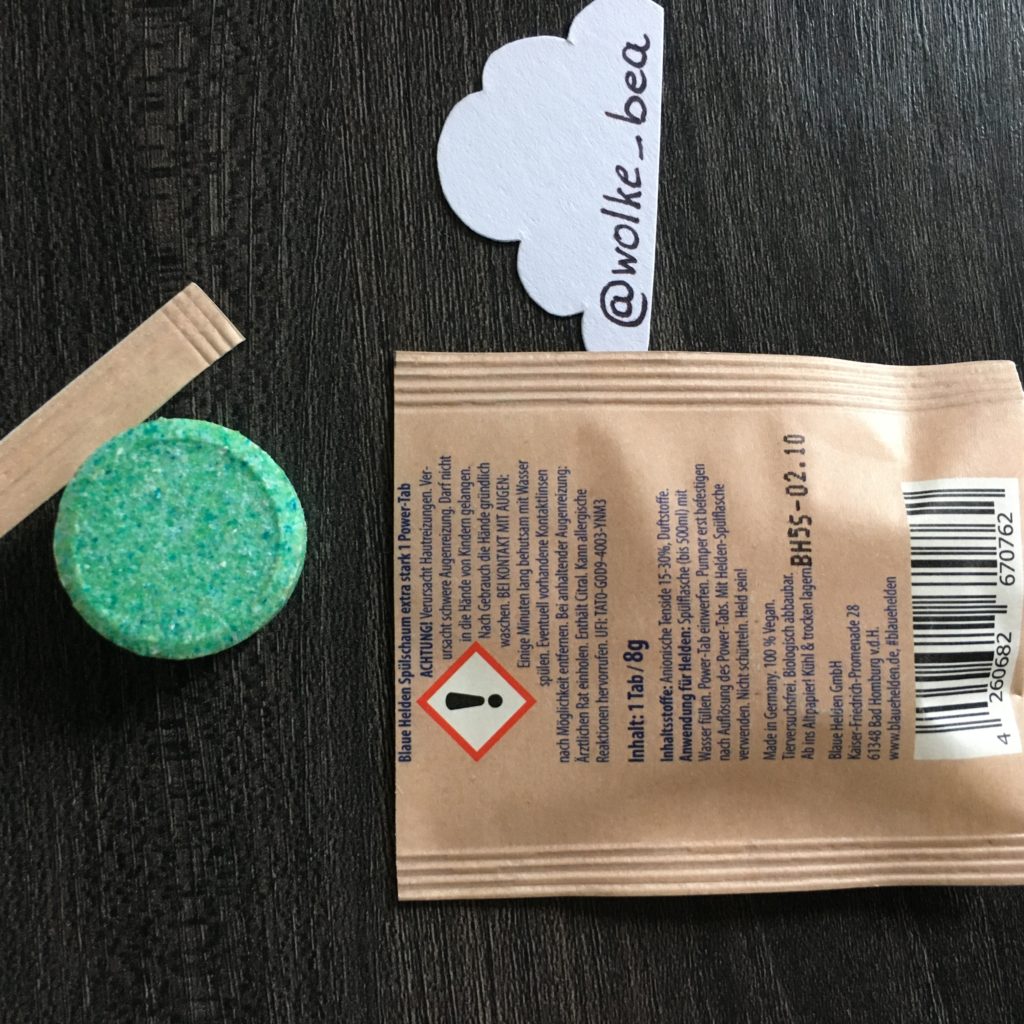 @wolke_bea
Blaue Helden Spülschaum extra stark 1 Power-Tab
ACHTUNG! Verursacht Hautreizungen. Ver-
ursacht schwere Augenreizung. Darf nicht
in die Hände von Kindern gelangen.
Nach Gebrauch die Hände gründlich
waschen. BEI KONTAKT MIT AUGEN:
Einige Minuten lang behutsam mit Wasser
spülen. Eventuell vorhandene Kontaktlinsen
nach Möglichkeit entfernen. Bei anhaltender Augenreizung:
Ärztlichen Rat einholen. Enthält Citral. Kann allergische
Reaktionen hervorrufen. UFI: TAT0-G0D9-4003-YNM3
Inhalt: 1 Tab / 8g
Inhaltsstoffe: Anionische Tenside 15-30%, Duftstoffe.
Anwendung für Helden: Spülflasche (bis 500ml) mit
Wasser füllen. Power-Tab einwerfen. Pumper erst befestigen
nach Auflösung des Power-Tabs. Mit Helden-Spülflasche
verwenden. Nicht schütteln. Held sein!
Made in Germany. 100 % Vegan.
Tierversuchsfrei. Biologisch abbaubar.
Ab ins Altpapier! Kühl & trocken lagern.
BH55-02.10
Blaue Helden GmbH
Kaiser-Friedrich-Promenade 28
61348 Bad Homburg v.d.H.
www.blauehelden.de, #blauehelden
4 260682 670762